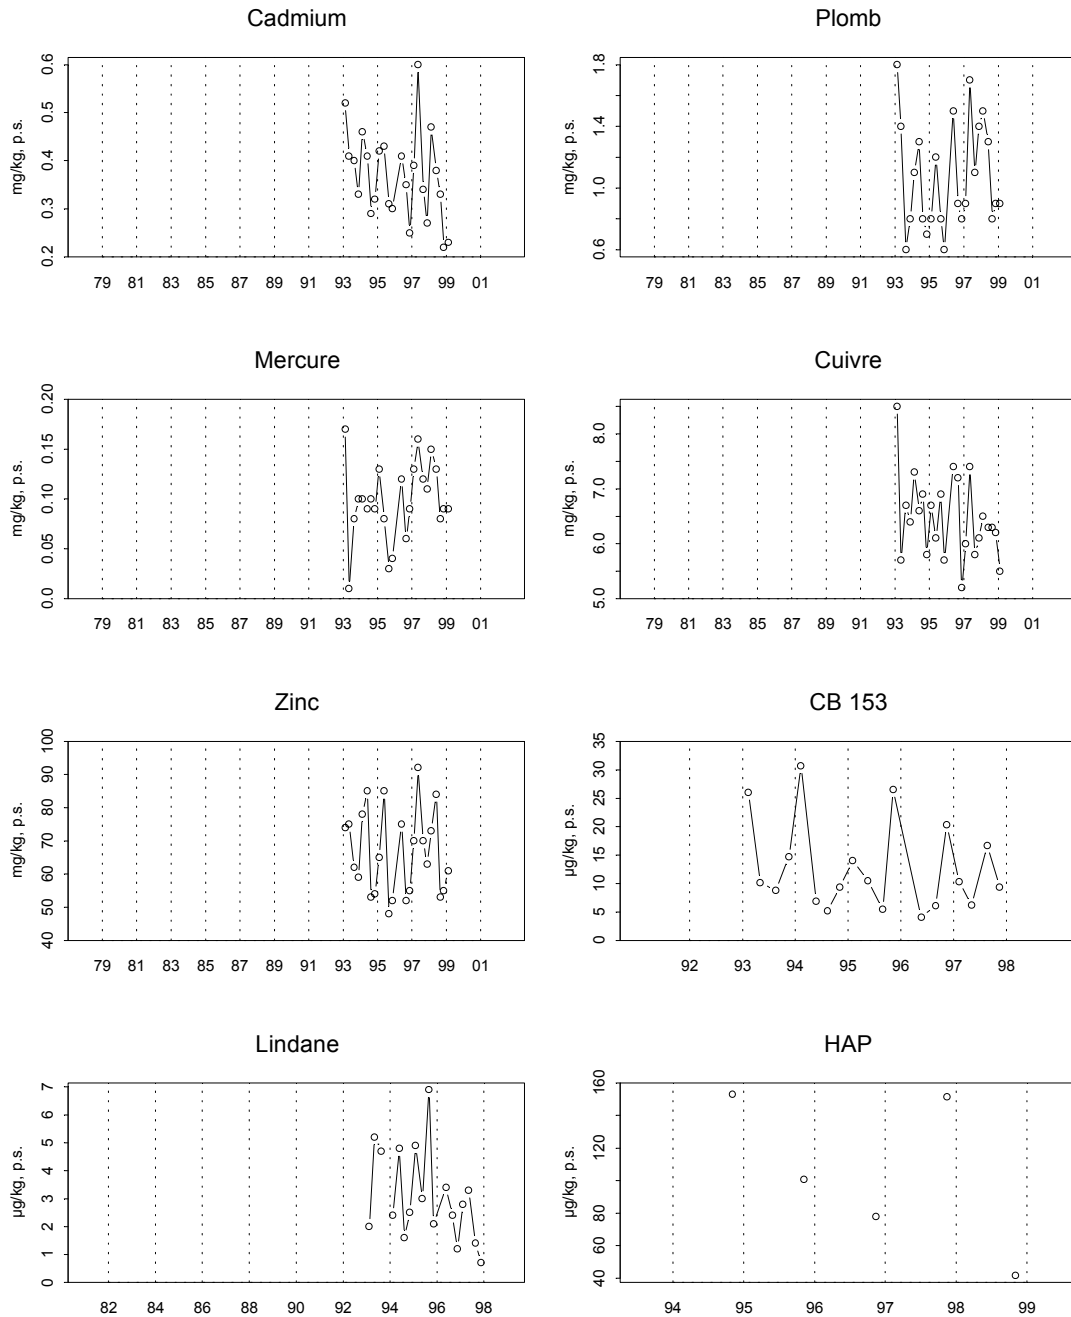 Cadmium
mg/kg, p.s.
0.2 0.3 0.4 0.5 0.6
79 81 83 85 87 89 91 93 95 97 99 01
Plomb
mg/kg, p.s.
0.6 1.0 1.4 1.8
79 81 83 85 87 89 91 93 95 97 99 01
Mercure
mg/kg, p.s.
0.0 0.05 0.10 0.15 0.20
79 81 83 85 87 89 91 93 95 97 99 01
Cuivre
mg/kg, p.s.
5.0 6.0 7.0 8.0
79 81 83 85 87 89 91 93 95 97 99 01
Zinc
mg/kg, p.s.
40 50 60 70 80 90 100
79 81 83 85 87 89 91 93 95 97 99 01
CB 153
µg/kg, p.s.
0 5 10 15 20 25 30 35
92 93 94 95 96 97 98
Lindane
µg/kg, p.s.
0 1 2 3 4 5 6 7
82 84 86 88 90 92 94 96 98
HAP
µg/kg, p.s.
40 60 80 120 160
94 95 96 97 98 99